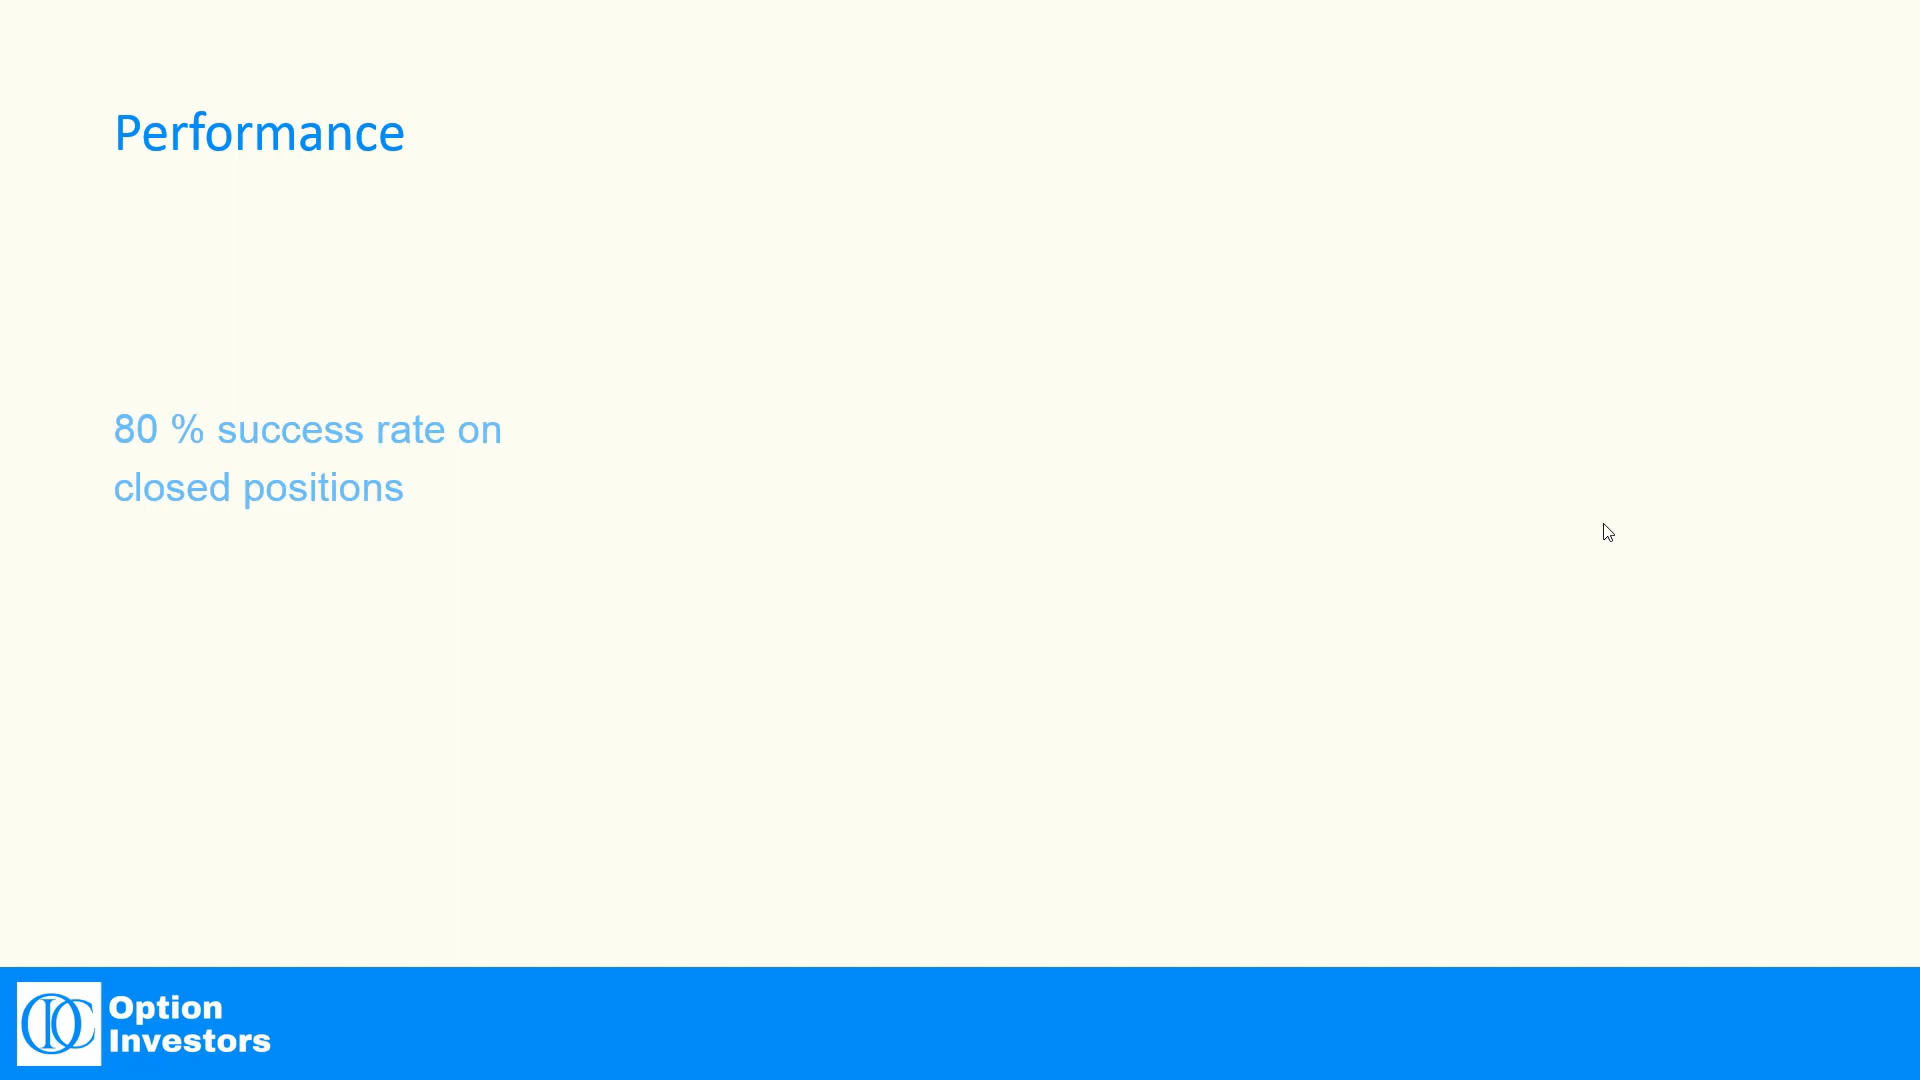 Performance
80 % success rate on
closed positions
Option
Investors